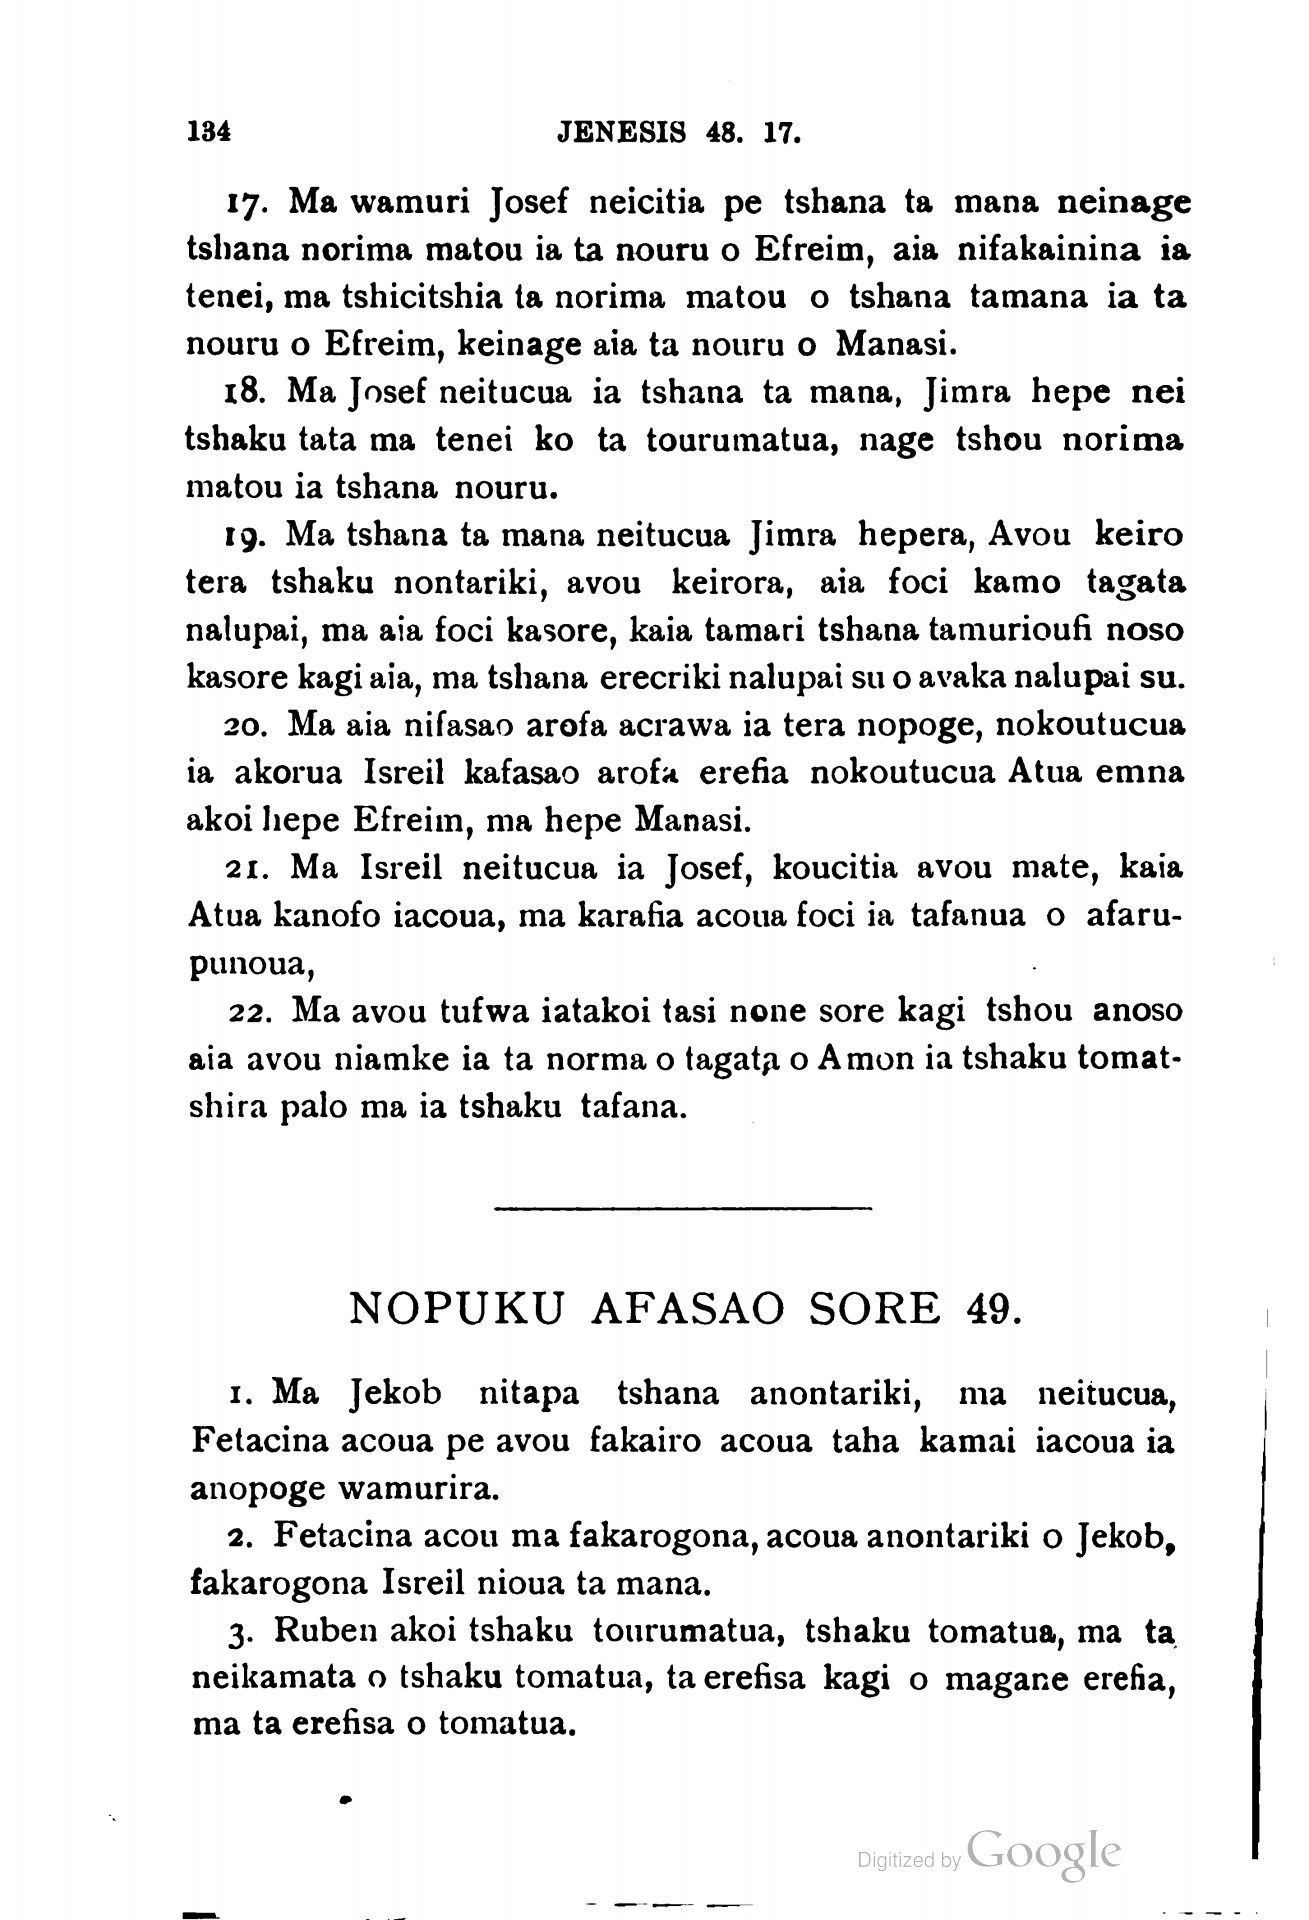 134 JENESIS 48. 17.
17. Ma wamuri Josef neicitia pe tshana ta mana neinage
tshana norima matou ia ta nouru o Efreim, aia nifakainina ia
tenei, ma tshicitshia ta norima matou o tshana tamana ia ta
nouru o Efreim, keinage aia ta nouru o Manasi.
18. Ma Josef neitucua ia tshana ta mana, Jimra hepe nei
tshaku tata ma tenei ko ta tourumatua, nage tshou norima
matou ia tshana nouru.
19. Ma tshana ta mana neitucua Jimra hepera, Avou keiro
tera tshaku nontariki, avou keirora, aia foci kamo tagata
nalupai, ma aia foci kasore, kaia tamari tshana tamurioufi noso
kasore kagi aia, ma tshana erecriki nalupai su o avaka nalupai su.
20. Ma aia nifasao arofa acrawa ia tera nopoge, nokoutucua
ia akorua Isreil kafasao arofa erefia nokoutucua Atua emna
akoi hepe Efreim, ma hepe Manasi.
21. Ma Isreil neitucua ia Josef, koucitia avou mate, kaia
Atua kanofo iacoua, ma karafia acoua foci ia tafanua o afaru-
punoua,
22. Ma avou tufwa iatakoi tasi none sore kagi tshou anoso
aia avou niamke ia ta norma o tagata o Amon ia tshaku tomat-
shira palo ma ia tshaku tafana.
NOPUKU AFASAO SORE 49.
1. Ma Jekob nitapa tshana anontariki, ma neitucua,
Fetacina acoua pe avou fakairo acoua taha kamai iacoua ia
anopoge wamurira.
2. Fetacina acou ma fakarogona, acoua anontariki o Jekob,
fakarogona Isreil nioua ta mana.
3. Ruben akoi tshaku tourumatua, tshaku tomatua, ma ta
neikamata o tshaku tomatua, ta erefisa kagi o magane erefia,
ma ta erefisa o tomatua.
Digitized by Google